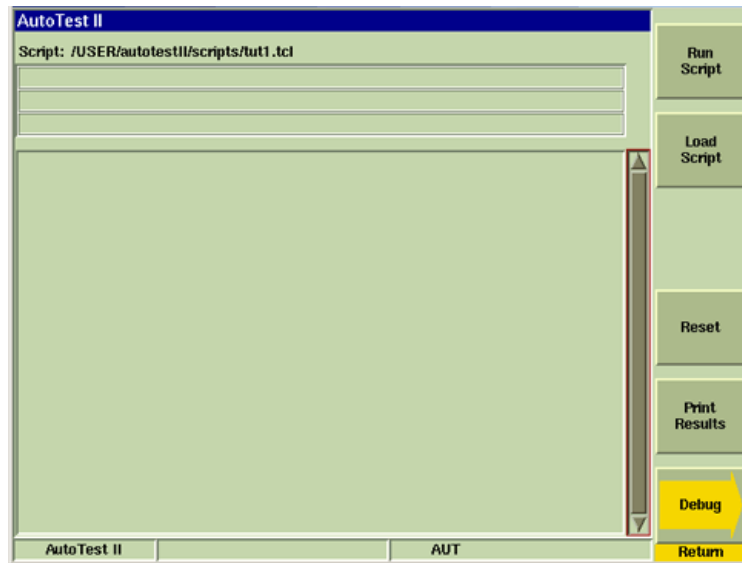 AutoTest II
Script: /USER/autotestII/scripts/tut1.tcl
Run
Script
Load
Script
Reset
Print
Results
Debug
AutoTest II
AUT
Return